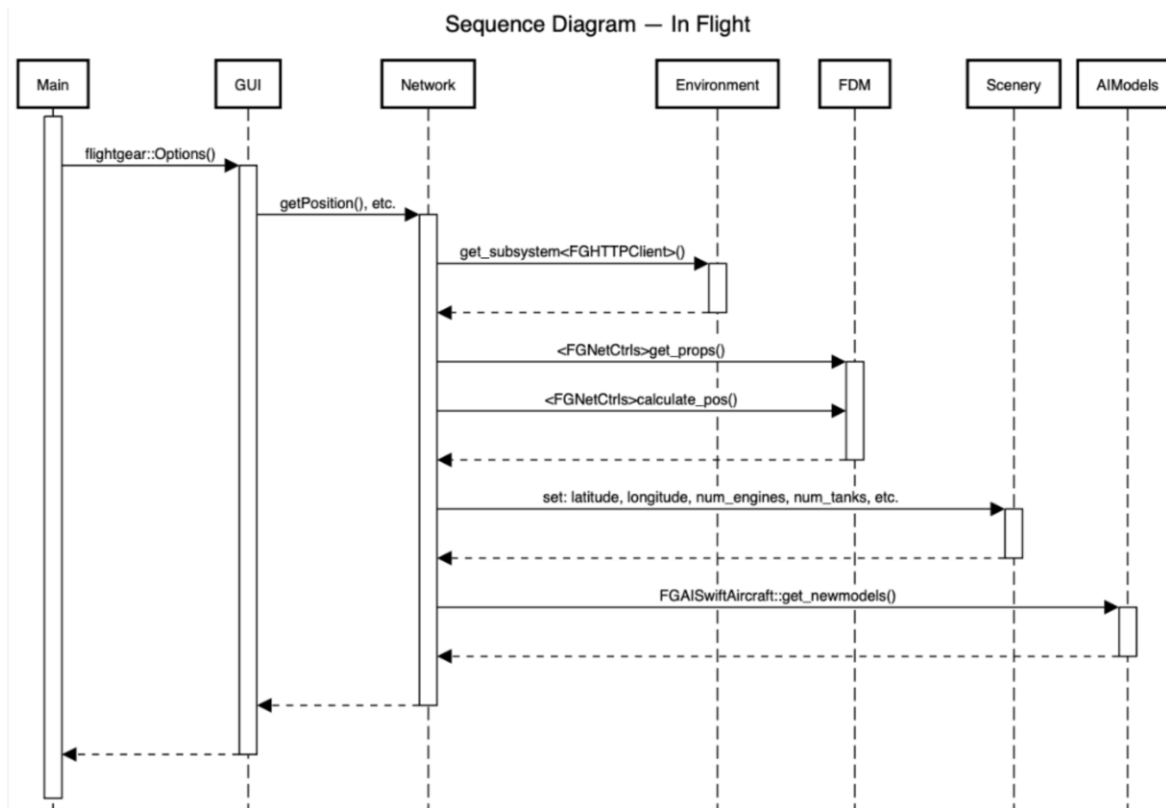 Sequence Diagram — In Flight
Main
GUI
Network
Environment
FDM
Scenery
AIModels
flightgear::Options()
getPosition(), etc.
get_subsystem<FGHTTPClient>()
<FGNetCtrls>get_props()
<FGNetCtrls>calculate_pos()
set: latitude, longitude, num_engines, num_tanks, etc.
FGAISwiftAircraft::get_newmodels()